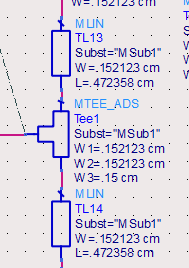 W=.152123 cm
MLIN
TL13
Subst="MSub1"
W=.152123 cm
L=.472358 cm
MTEE_ADS
Tee1
Subst="MSub1"
W1=.152123 cm
W2=.152123 cm
W3=.15 cm
MLIN
TL14
Subst="MSub1"
W=.152123 cm
L=.472358 cm